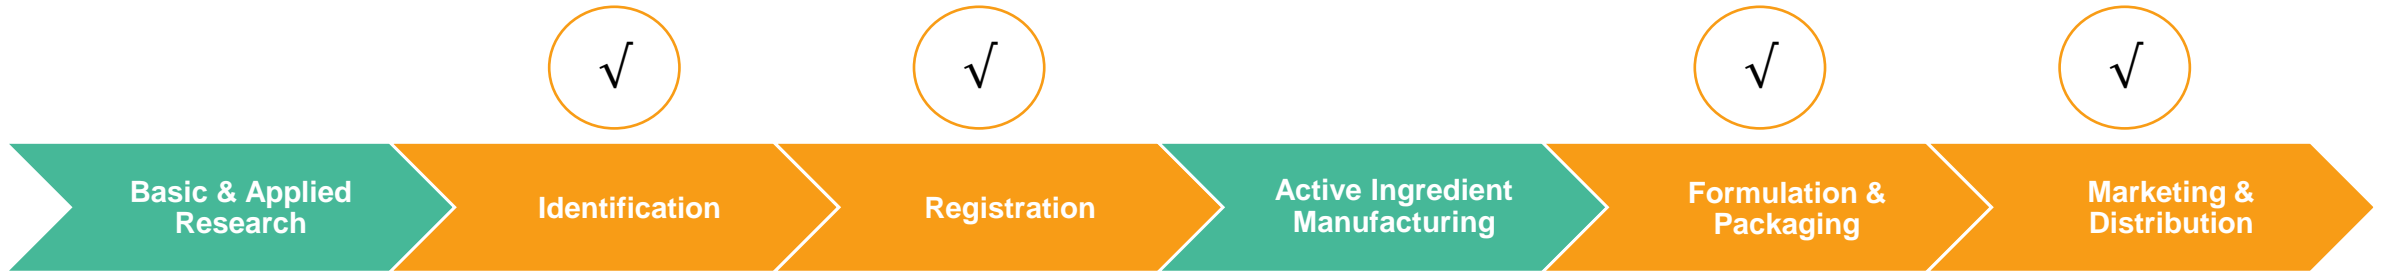 √
√
√
√
Basic & Applied
Research
Identification
Registration
Active Ingredient
Manufacturing
Formulation &
Packaging
Marketing &
Distribution